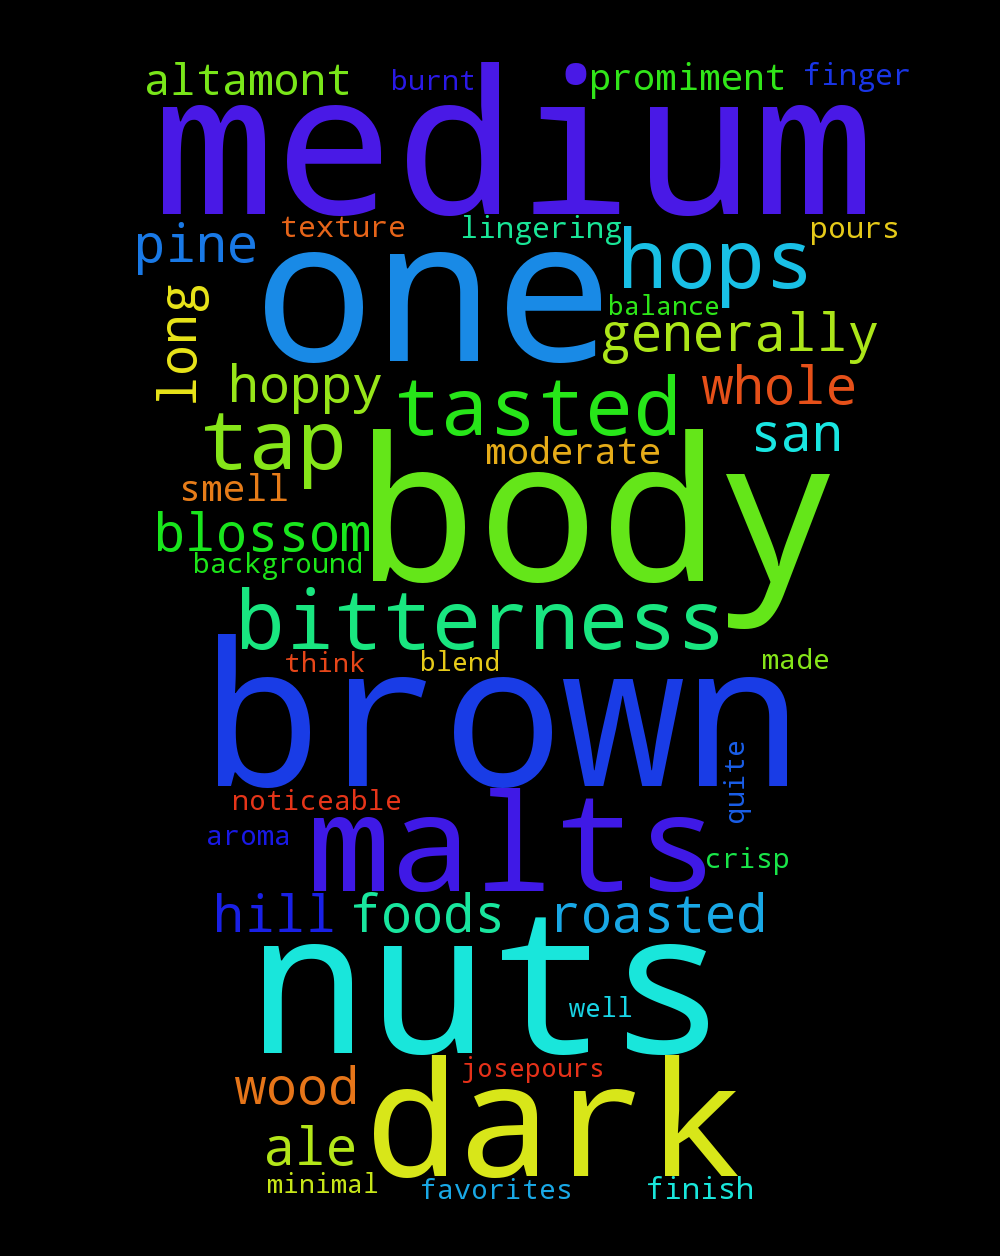 altamont burnt prominent finger
medium
pine texture lingering hops pours
one
long balance generally
hoppy tasted whole
tap moderate san
smell body
blossom
background
bitterness
think blend made
brown
quite
noticeable malts
aroma crisp
hill foods roasted
nuts
well
wood josepours
dark
ale
minimal favorites finish